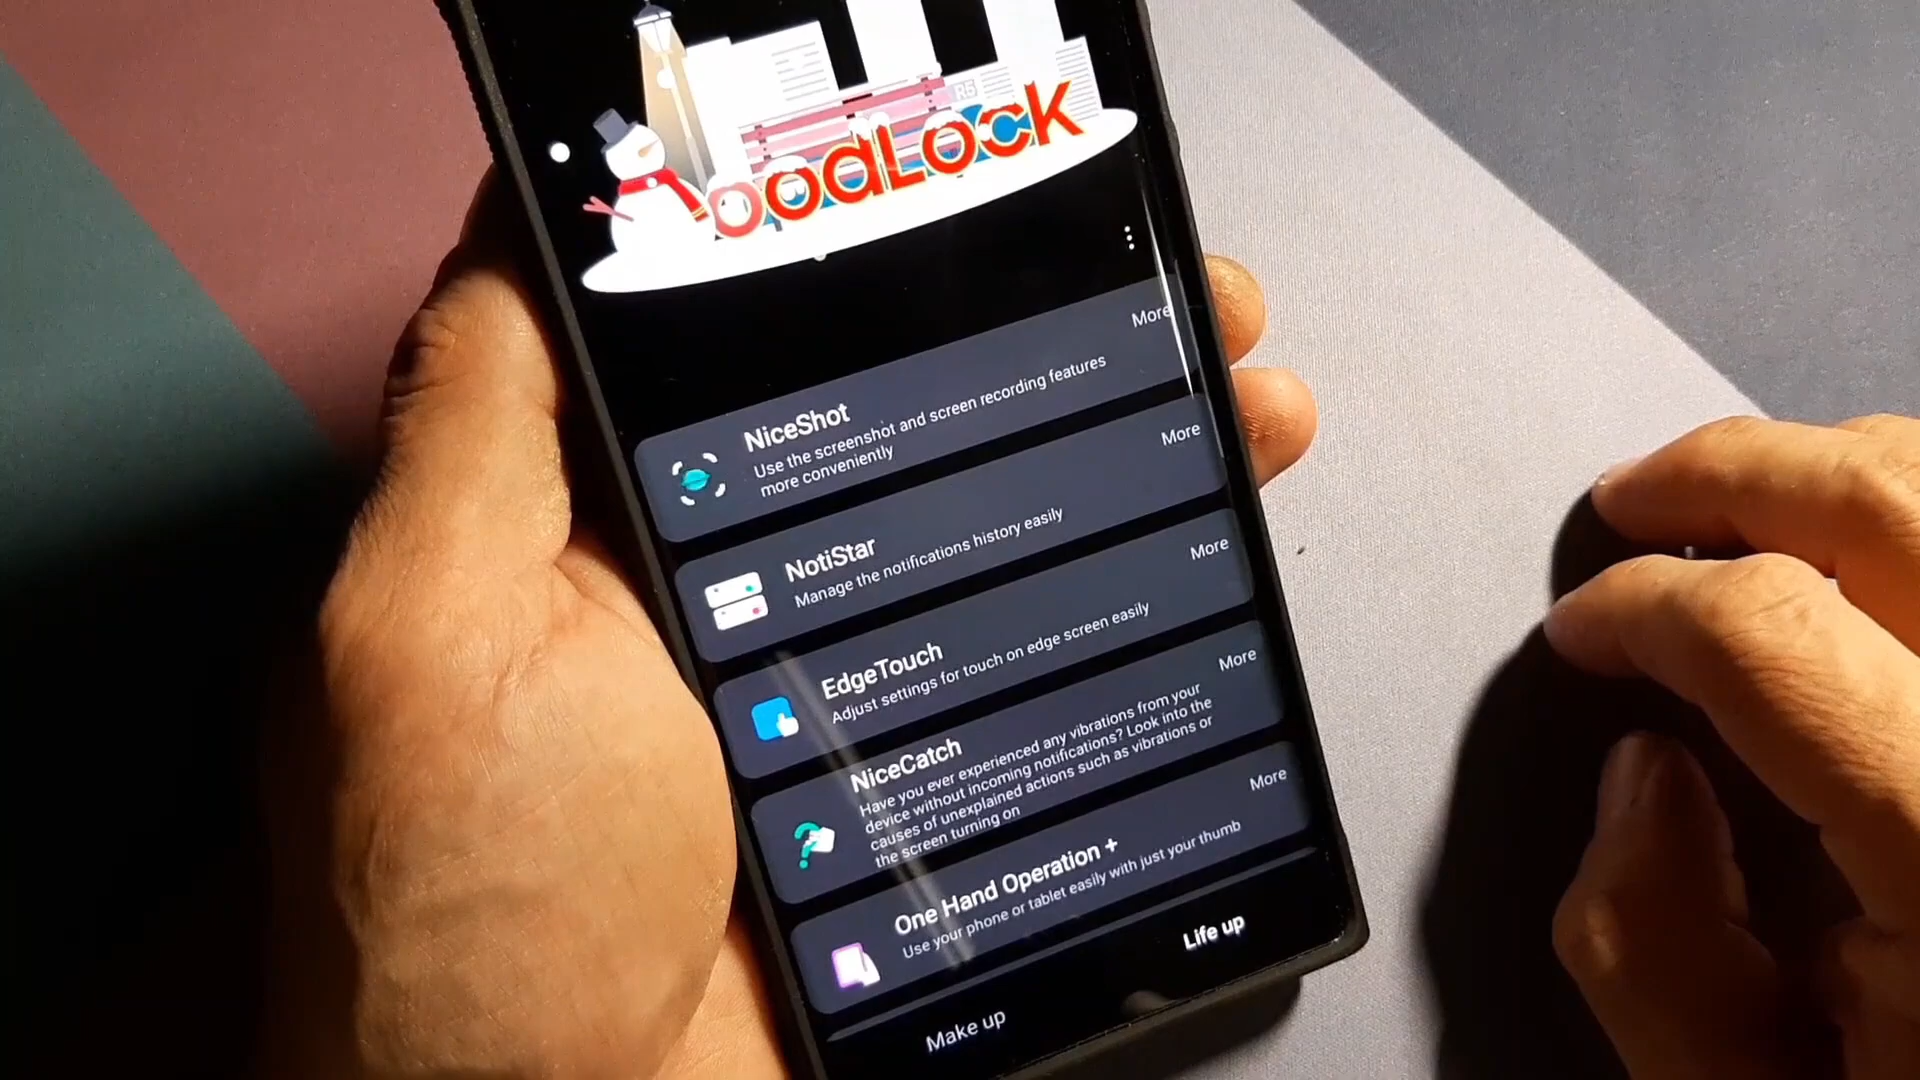 oodLock
R5
More
NiceShot
Use the screenshot and screen recording features
more conveniently
More
NotiStar
Manage the notifications history easily
More
EdgeTouch
Adjust settings for touch on edge screen easily
More
NiceCatch
Have you ever experienced any vibrations from your
device without incoming notifications? Look into the
causes of unexplained actions such as vibrations or
the screen turning on
More
One Hand Operation +
Use your phone or tablet easily with just your thumb
Make up
Life up